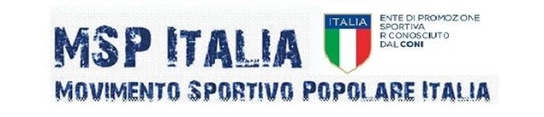 MSP ITALIA
ITALIA
ENTE DI PROMOZIONE
SPORTIVA
RICONOSCIUTO
DAL CONI
MOVIMENTO SPORTIVO POPOLARE ITALIA